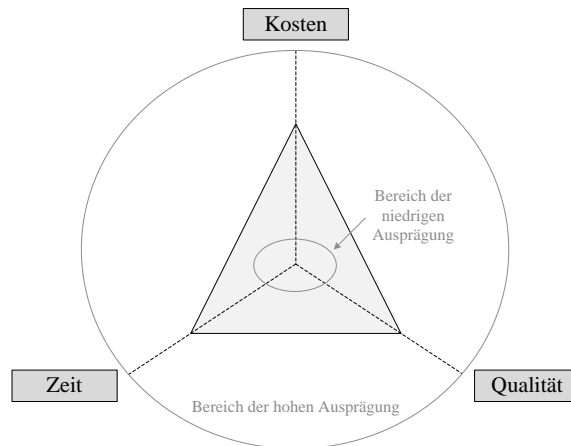 Kosten
Bereich der
niedrigen
Ausprägung
Zeit
Qualität
Bereich der hohen Ausprägung